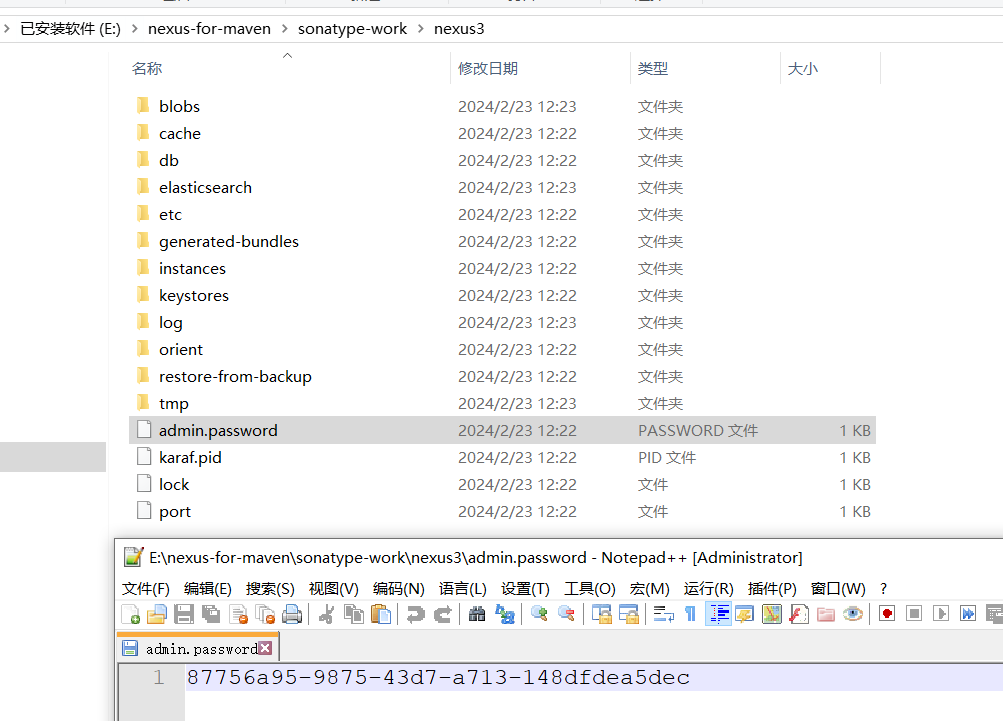 已安装软件 (E:) > nexus-for-maven > sonatype-work > nexus3
名称 修改日期 类型 大小
blobs 2024/2/23 12:23 文件夹
cache 2024/2/23 12:22 文件夹
db 2024/2/23 12:22 文件夹
elasticsearch 2024/2/23 12:23 文件夹
etc 2024/2/23 12:22 文件夹
generated-bundles 2024/2/23 12:22 文件夹
instances 2024/2/23 12:22 文件夹
keystores 2024/2/23 12:22 文件夹
log 2024/2/23 12:23 文件夹
orient 2024/2/23 12:22 文件夹
restore-from-backup 2024/2/23 12:22 文件夹
tmp 2024/2/23 12:23 文件夹
admin.password 2024/2/23 12:22 PASSWORD 文件 1 KB
karaf.pid 2024/2/23 12:22 PID 文件 1 KB
lock 2024/2/23 12:22 文件 1 KB
port 2024/2/23 12:22 文件 1 KB
E:\nexus-for-maven\sonatype-work\nexus3\admin.password - Notepad++ [Administrator]
文件(F) 编辑(E) 搜索(S) 视图(V) 编码(N) 语言(L) 设置(T) 工具(O) 宏(M) 运行(R) 插件(P) 窗口(W) ?
admin.password
1 87756a95-9875-43d7-a713-148dfdea5dec